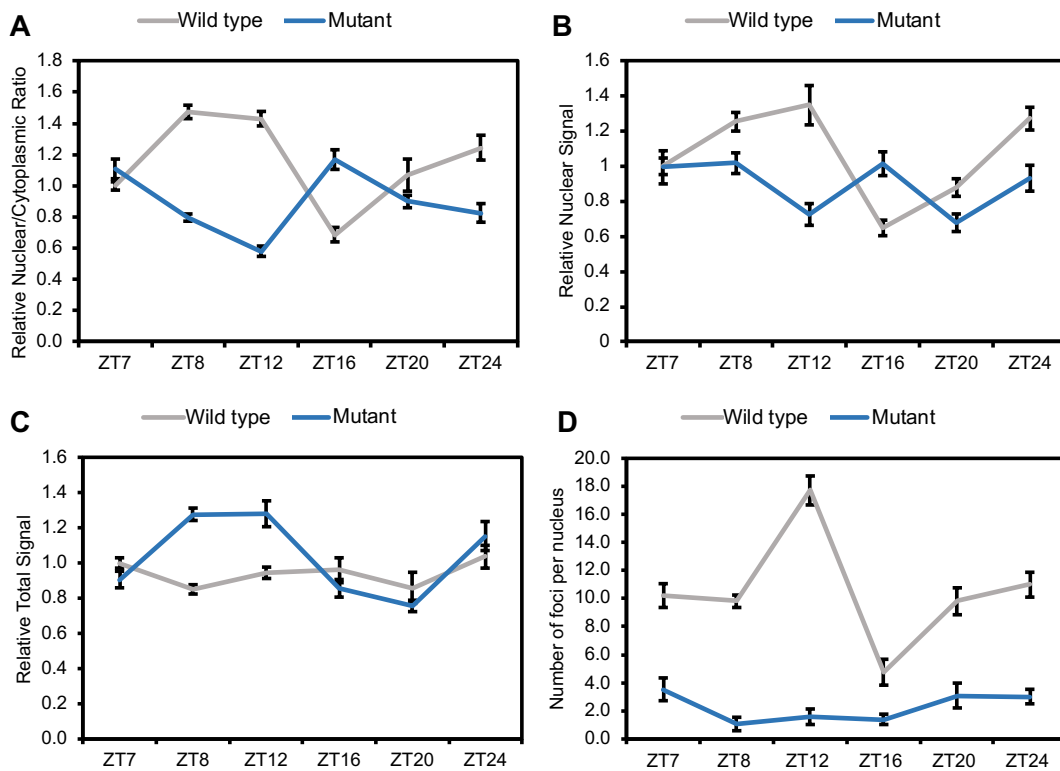 A
Wild type
Mutant
Relative Nuclear/Cytoplasmic Ratio
1.8
1.6
1.4
1.2
1.0
0.8
0.6
0.4
0.2
0.0
ZT7 ZT8 ZT12 ZT16 ZT20 ZT24
B
Wild type
Mutant
Relative Nuclear Signal
1.6
1.4
1.2
1
0.8
0.6
0.4
0.2
0.0
ZT7 ZT8 ZT12 ZT16 ZT20 ZT24
C
Wild type
Mutant
Relative Total Signal
1.6
1.4
1.2
1.0
0.8
0.6
0.4
0.2
0.0
ZT7 ZT8 ZT12 ZT16 ZT20 ZT24
D
Wild type
Mutant
Number of foci per nucleus
20.0
18.0
16.0
14.0
12.0
10.0
8.0
6.0
4.0
2.0
0.0
ZT7 ZT8 ZT12 ZT16 ZT20 ZT24